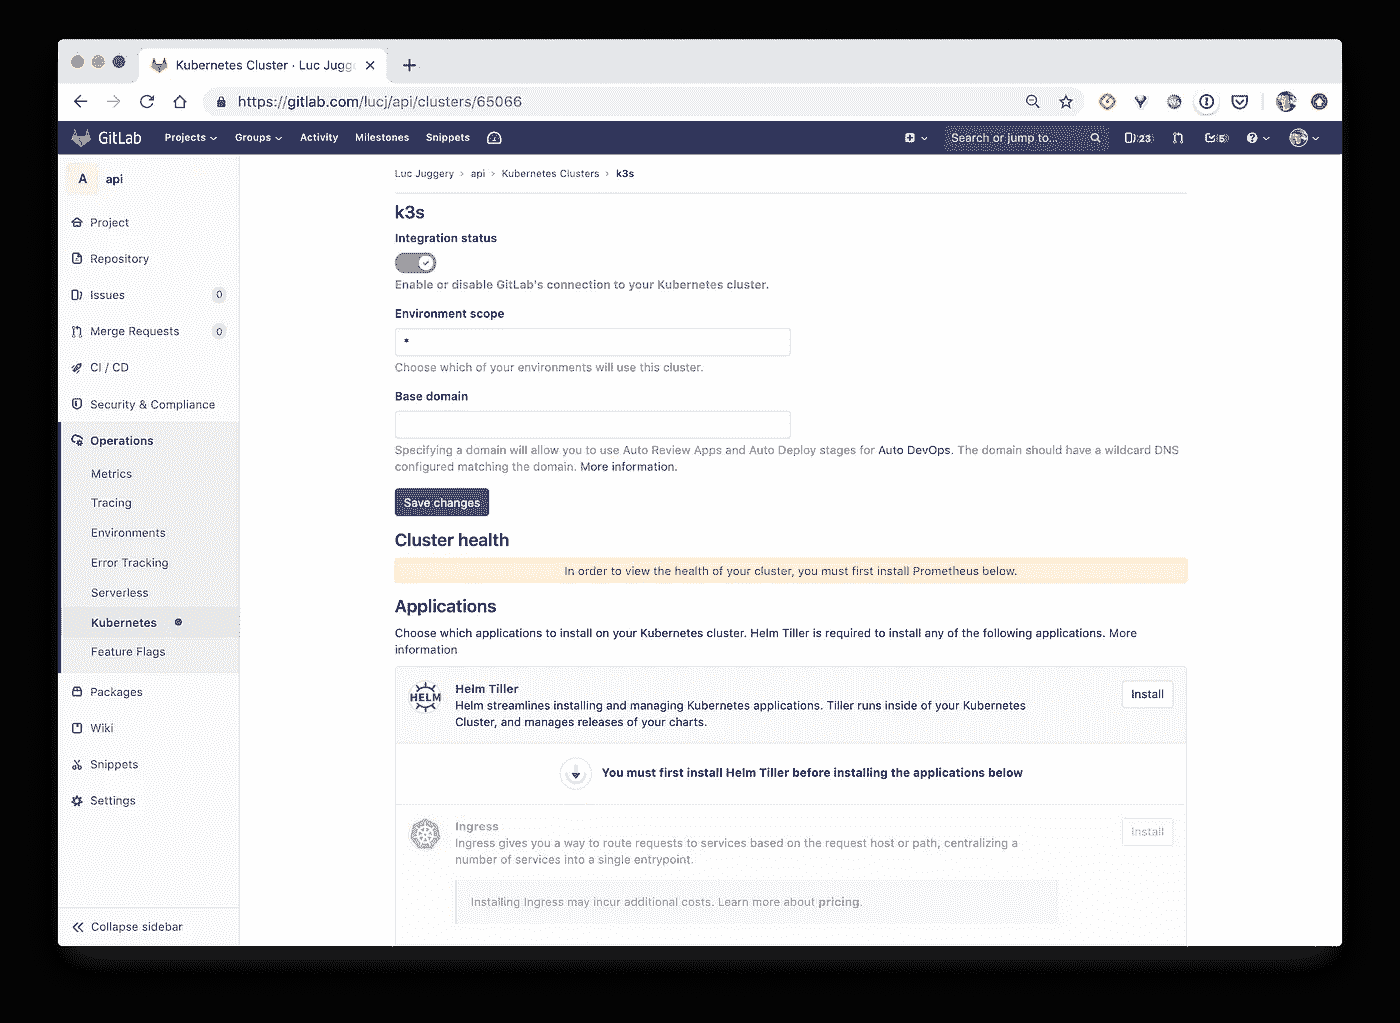 Kubernetes Cluster · Luc Jugg
https://gitlab.com/lucj/api/clusters/65066
GitLab
Projects
Groups
Activity
Milestones
Snippets
Search or jump to...
23
5
A
api
Project
Repository
Issues
0
Merge Requests
0
CI / CD
Security & Compliance
Operations
Metrics
Tracing
Environments
Error Tracking
Serverless
Kubernetes
Feature Flags
Packages
Wiki
Snippets
Settings
Collapse sidebar
Luc Juggery › api › Kubernetes Clusters › k3s
k3s
Integration status
Enable or disable GitLab's connection to your Kubernetes cluster.
Environment scope
*
Choose which of your environments will use this cluster.
Base domain
Specifying a domain will allow you to use Auto Review Apps and Auto Deploy stages for Auto DevOps. The domain should have a wildcard DNS
configured matching the domain. More information.
Save changes
Cluster health
In order to view the health of your cluster, you must first install Prometheus below.
Applications
Choose which applications to install on your Kubernetes cluster. Helm Tiller is required to install any of the following applications. More
information
HELM
Helm Tiller
Helm streamlines installing and managing Kubernetes applications. Tiller runs inside of your Kubernetes
Cluster, and manages releases of your charts.
Install
You must first install Helm Tiller before installing the applications below
Ingress
Ingress gives you a way to route requests to services based on the request host or path, centralizing a
number of services into a single entrypoint.
Install
Installing Ingress may incur additional costs. Learn more about pricing.